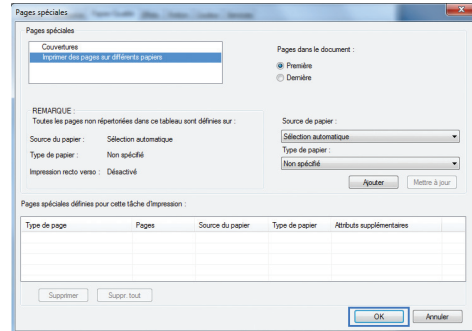 Pages spéciales
Pages spéciales
Couvertures
Imprimer des pages sur différents papiers
Pages dans le document :
Première
Dernière
REMARQUE :
Toutes les pages non répertoriées dans ce tableau sont définies sur :
Source du papier : Sélection automatique
Type de papier : Non spécifié
Impression recto verso : Désactivé
Source de papier :
Sélection automatique
Type de papier :
Non spécifié
Ajouter Mettre à jour
Pages spéciales définies pour cette tâche d'impression :
Type de page Pages Source du papier Type de papier Attributs supplémentaires
Supprimer Suppr. tout
OK Annuler